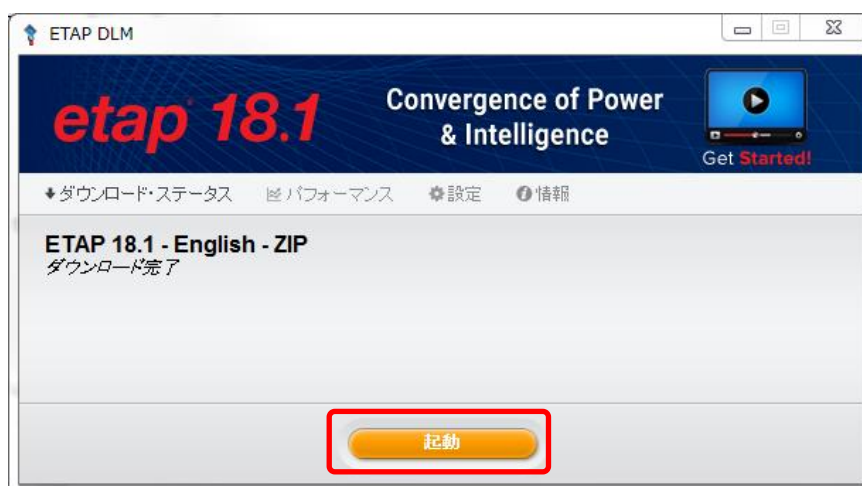 ETAP DLM
etap 18.1
Convergence of Power
& Intelligence
Get Started!
ダウンロード・ステータス パフォーマンス 設定 情報
ETAP 18.1 - English - ZIP
ダウンロード完了
起動